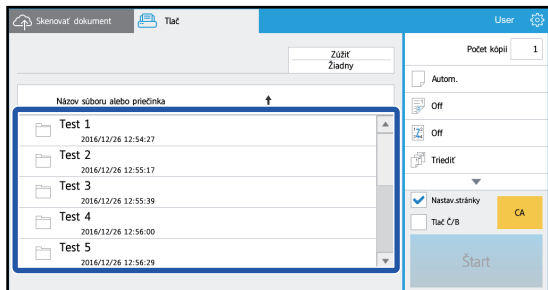 Skenovať dokument
Tlač
User
Zúžiť
Žiadny
Názov súboru alebo priečinka
Test 1
2016/12/26 12:54:27
Test 2
2016/12/26 12:55:17
Test 3
2016/12/26 12:55:39
Test 4
2016/12/26 12:56:00
Test 5
2016/12/26 12:56:29
Počet kópií 1
Autom.
Off
Off
Triediť
Nastav.stránky
Tlač Č/B
CA
Štart